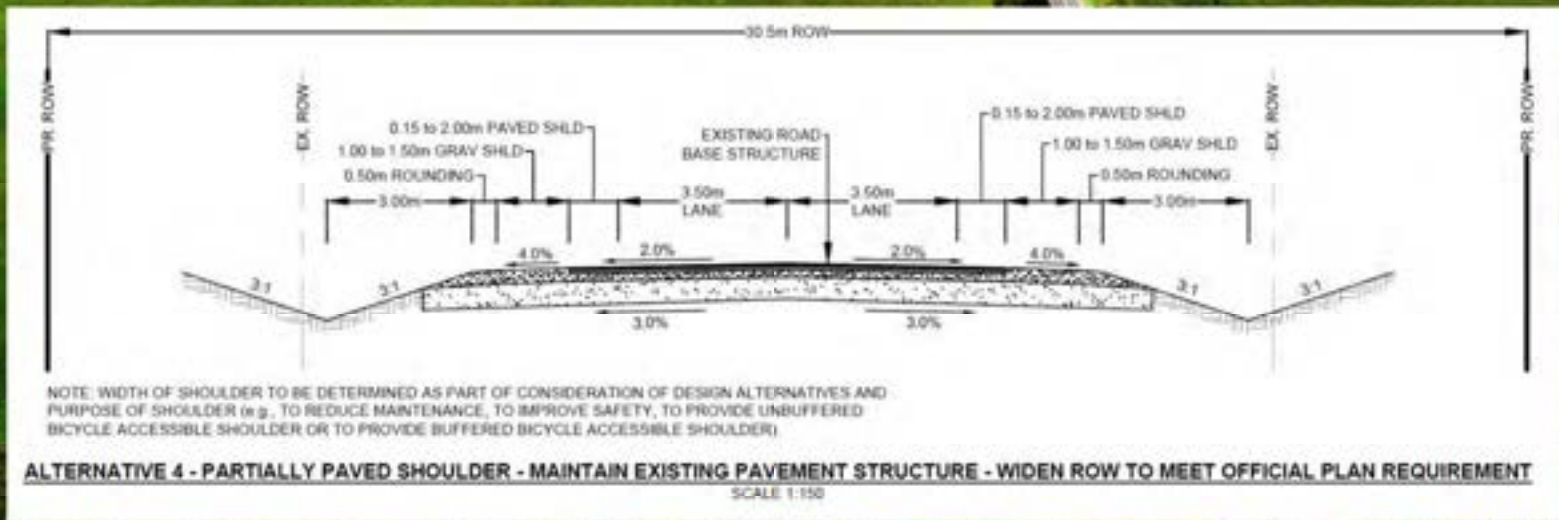 30.5m ROW
PR. ROW
EX. ROW
0.15 to 2.00m PAVED SHLD
1.00 to 1.50m GRAV SHLD
0.50m ROUNDING
3.00m
EXISTING ROAD
BASE STRUCTURE
3.50m
LANE
3.50m
LANE
0.15 to 2.00m PAVED SHLD
1.00 to 1.50m GRAV SHLD
0.50m ROUNDING
3.00m
EX. ROW
PR. ROW
3:1
3:1
4.0%
2.0%
2.0%
4.0%
3:1
3:1
3.0%
3.0%
NOTE: WIDTH OF SHOULDER TO BE DETERMINED AS PART OF CONSIDERATION OF DESIGN ALTERNATIVES AND
PURPOSE OF SHOULDER (e.g., TO REDUCE MAINTENANCE, TO IMPROVE SAFETY, TO PROVIDE UNBUFFERED
BICYCLE ACCESSIBLE SHOULDER OR TO PROVIDE BUFFERED BICYCLE ACCESSIBLE SHOULDER)
ALTERNATIVE 4 - PARTIALLY PAVED SHOULDER - MAINTAIN EXISTING PAVEMENT STRUCTURE - WIDEN ROW TO MEET OFFICIAL PLAN REQUIREMENT
SCALE 1:150